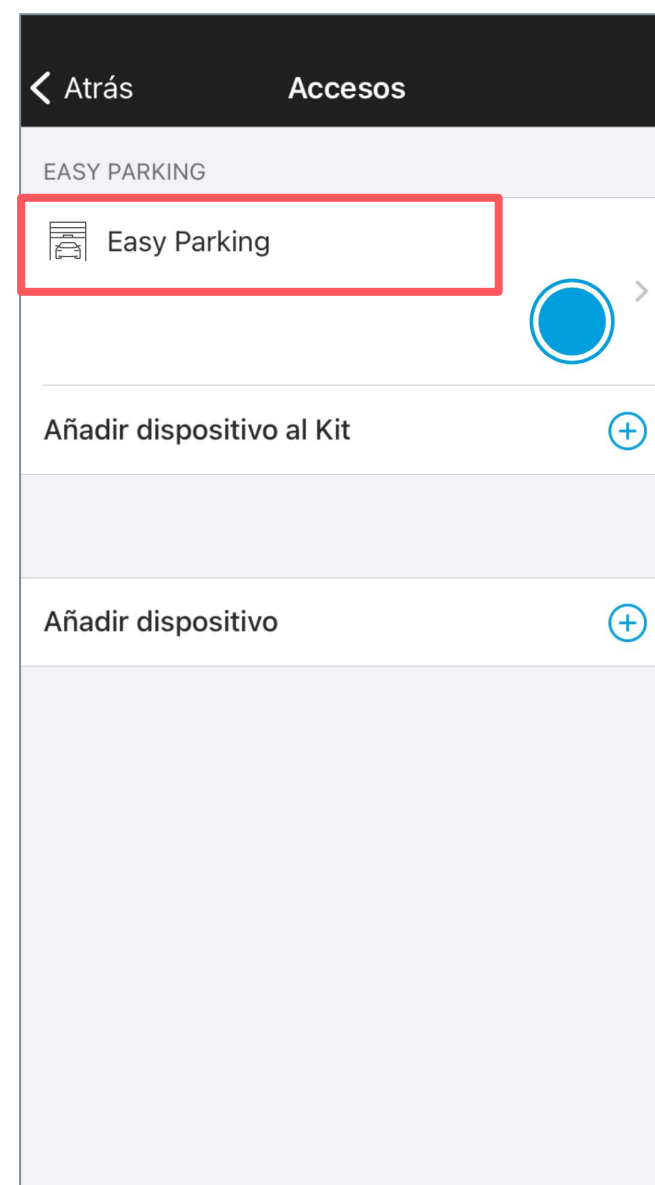 Atrás
Accesos
EASY PARKING
Easy Parking
Añadir dispositivo al Kit
Añadir dispositivo